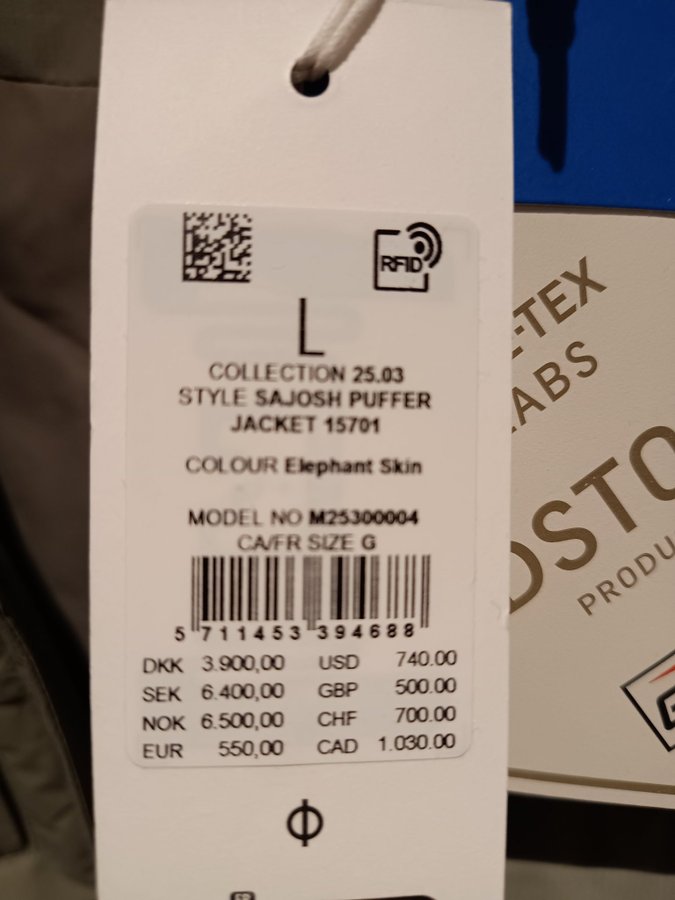 RFID
L
COLLECTION 25.03
STYLE SAJOSH PUFFER
JACKET 15701
COLOUR Elephant Skin
MODEL NO M25300004
CA/FR SIZE G
5 711453 394688
DKK 3.900,00 USD 740.00
SEK 6.400,00 GBP 500.00
NOK 6.500,00 CHF 700.00
EUR 550,00 CAD 1.030.00
-TEX
LABS
DSTO
PRODU